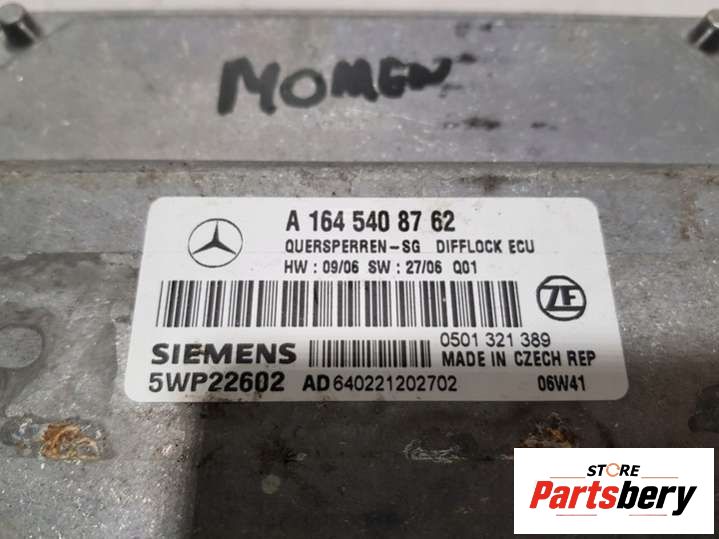 MOMEN
A 164 540 87 62
QUERSPERREN-SG DIFFLOCK ECU
HW : 09/06 SW : 27/06 Q01
ZF
0501 321 389
SIEMENS
MADE IN CZECH REP
5WP22602 AD 640221202702 06W41
STORE
Partsbery